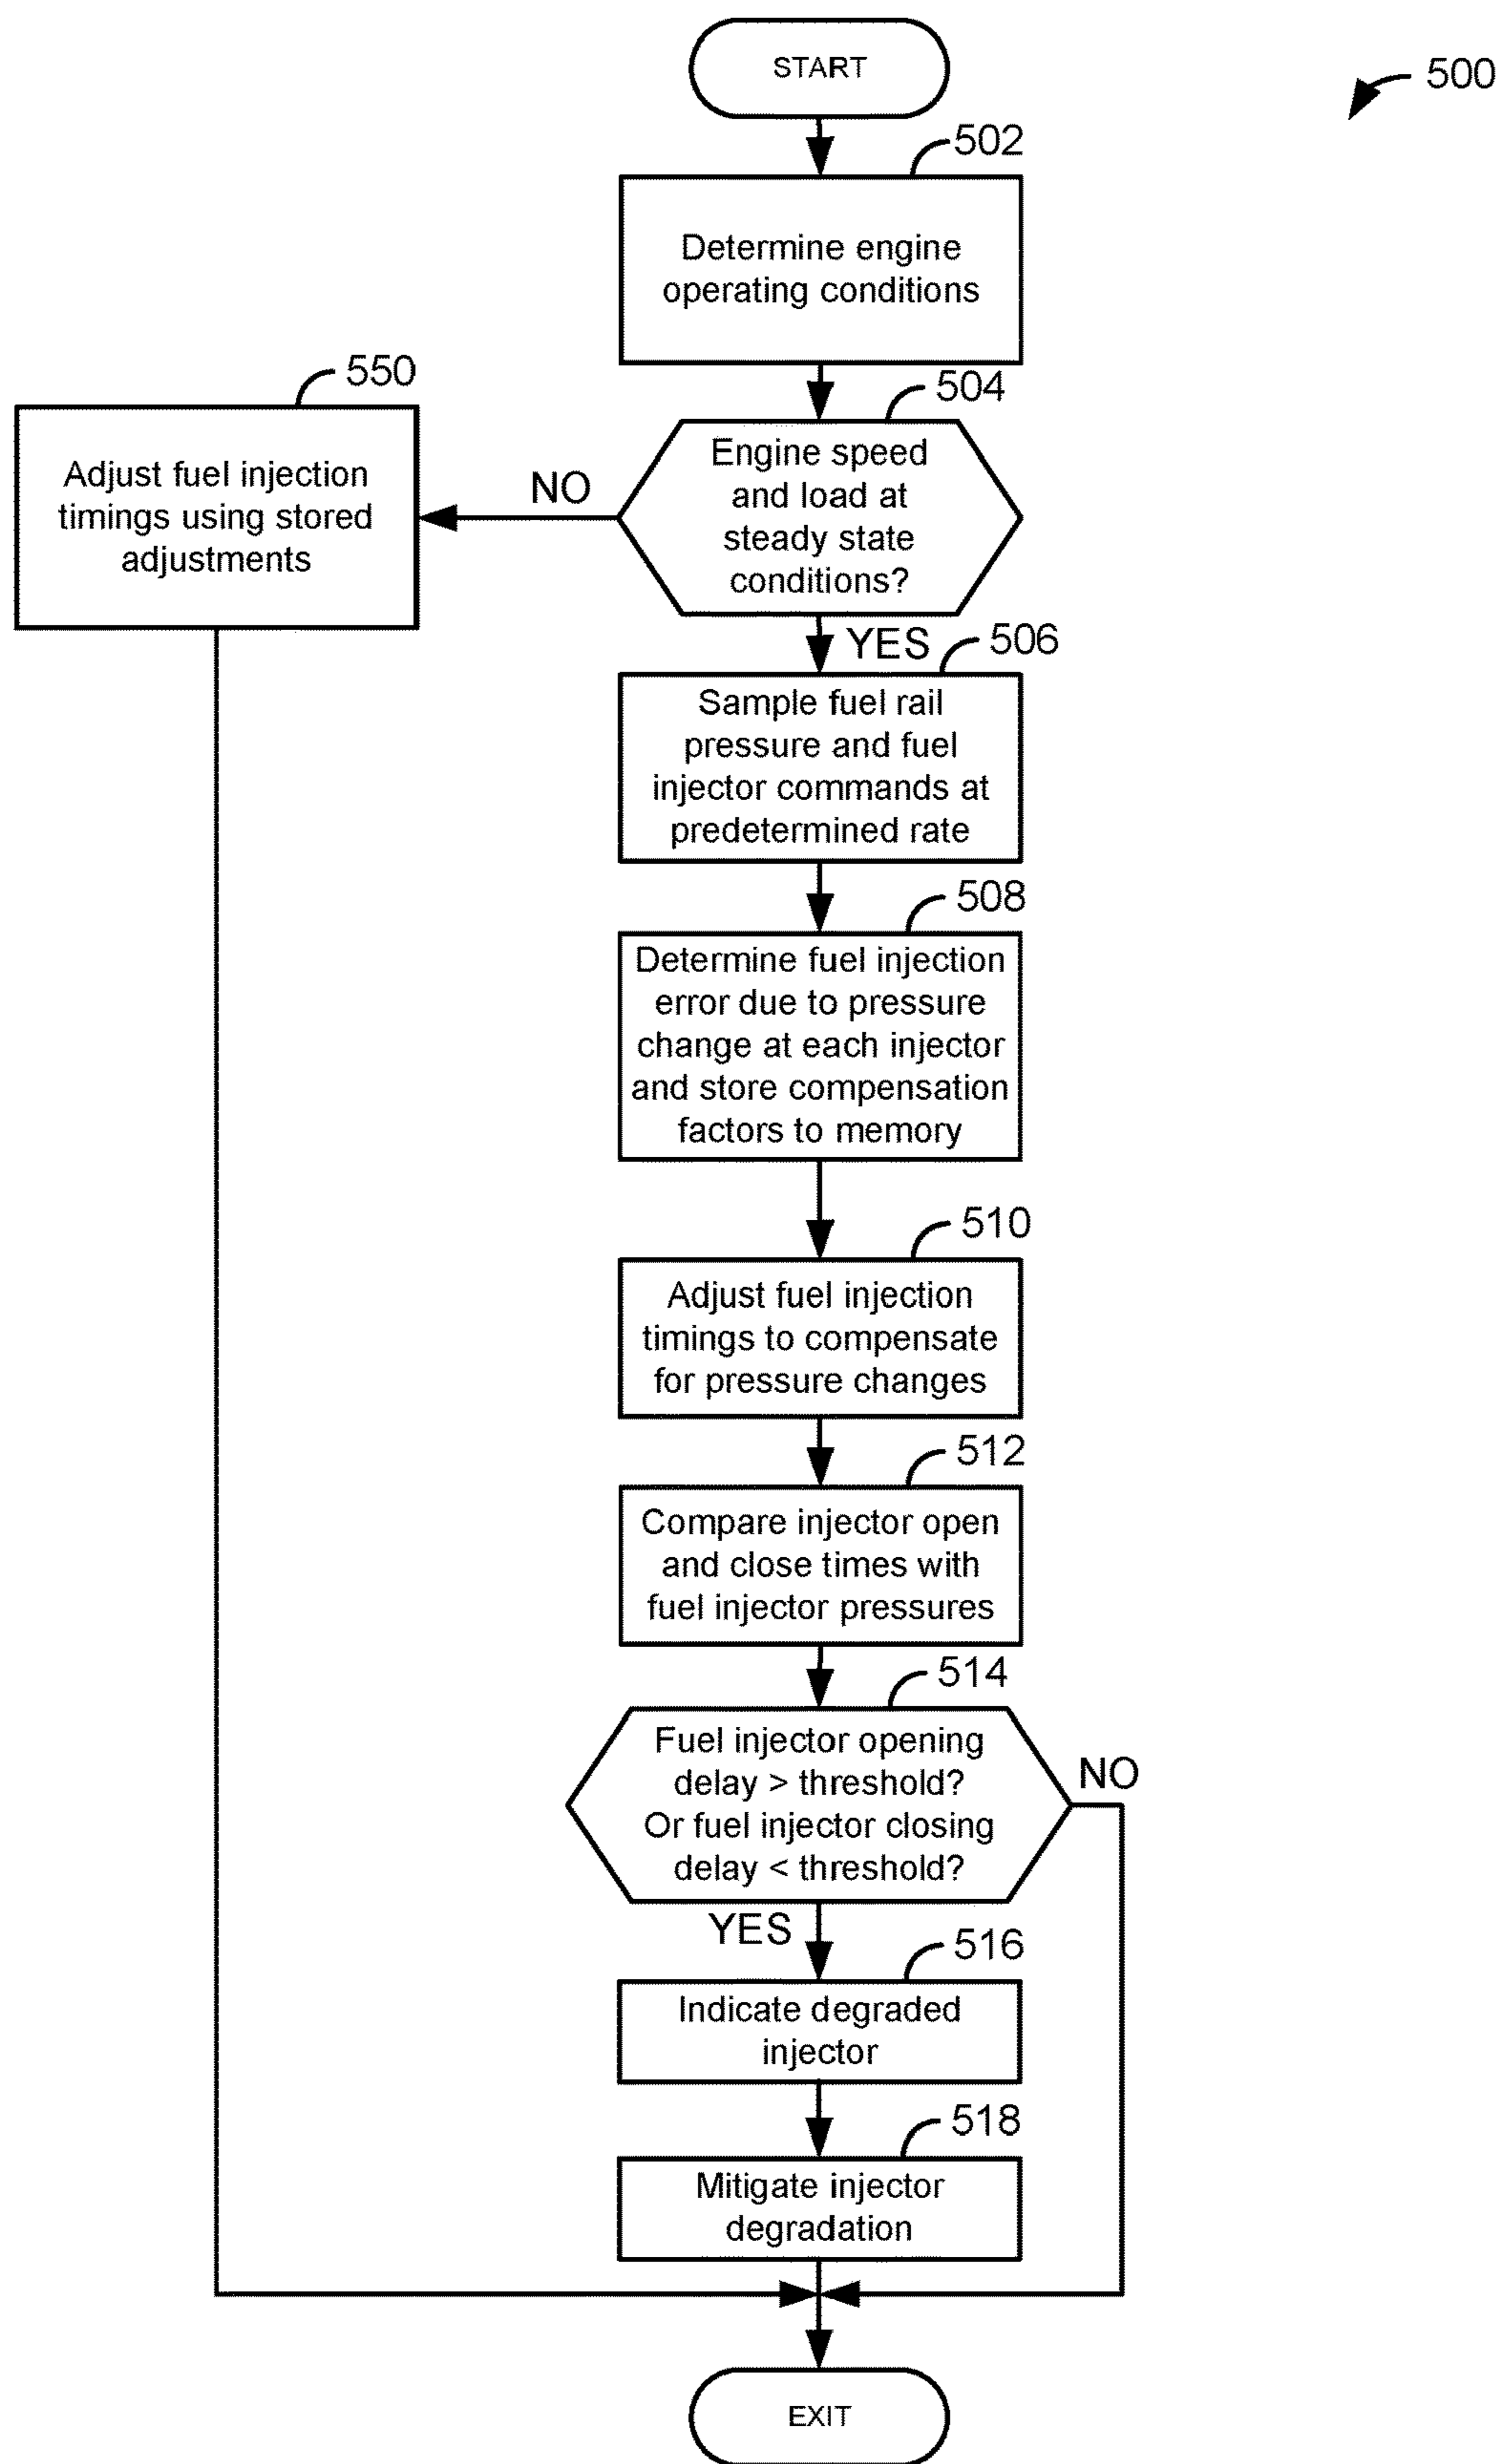 START
500
502
Determine engine
operating conditions
550
Adjust fuel injection
timings using stored
adjustments
504
Engine speed
and load at
steady state
conditions?
NO
YES
506
Sample fuel rail
pressure and fuel
injector commands at
predetermined rate
508
Determine fuel injection
error due to pressure
change at each injector
and store compensation
factors to memory
510
Adjust fuel injection
timings to compensate
for pressure changes
512
Compare injector open
and close times with
fuel injector pressures
514
Fuel injector opening
delay > threshold?
Or fuel injector closing
delay < threshold?
NO
YES
516
Indicate degraded
injector
518
Mitigate injector
degradation
EXIT